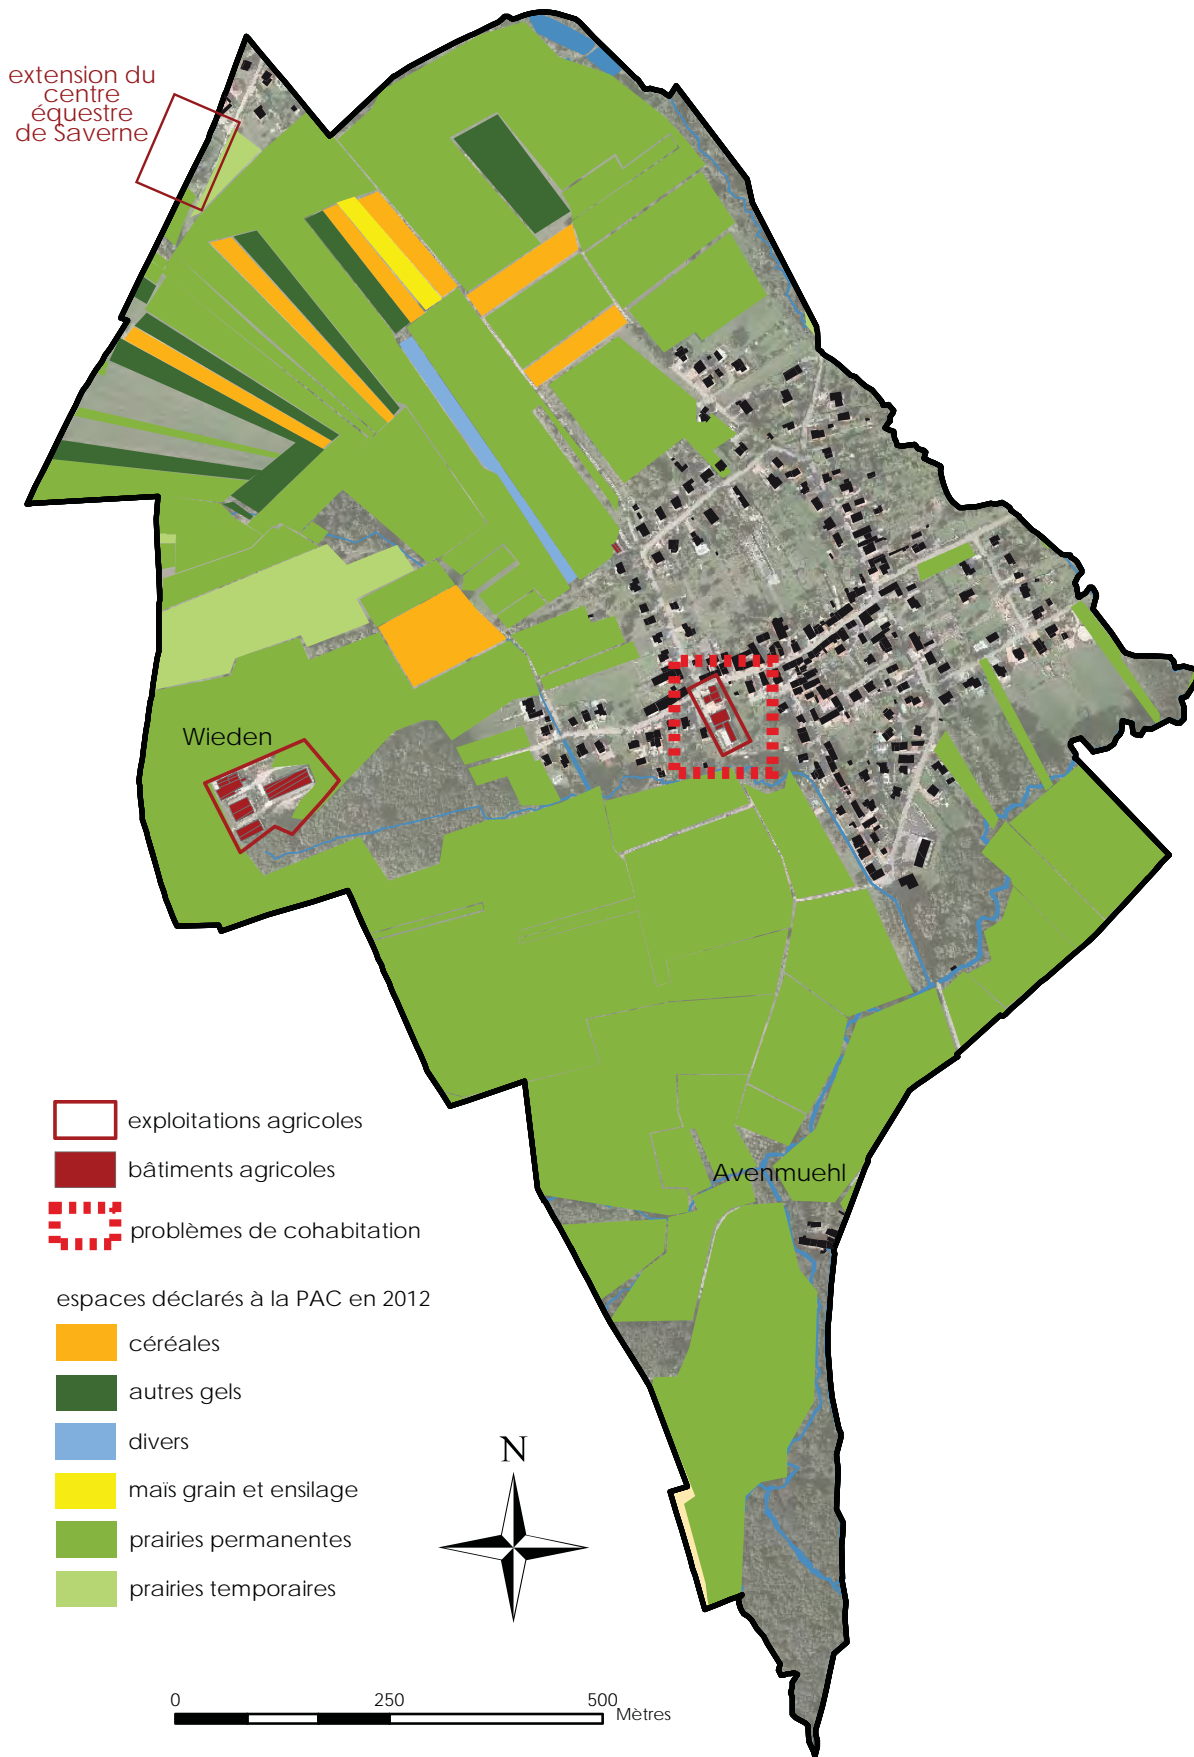 extension du
centre
équestre
de Saverne
Wieden
Avenmuehl
exploitations agricoles
bâtiments agricoles
problèmes de cohabitation
espaces déclarés à la PAC en 2012
céréales
autres gels
divers
maïs grain et ensilage
prairies permanentes
prairies temporaires
N
0 250 500
Mètres